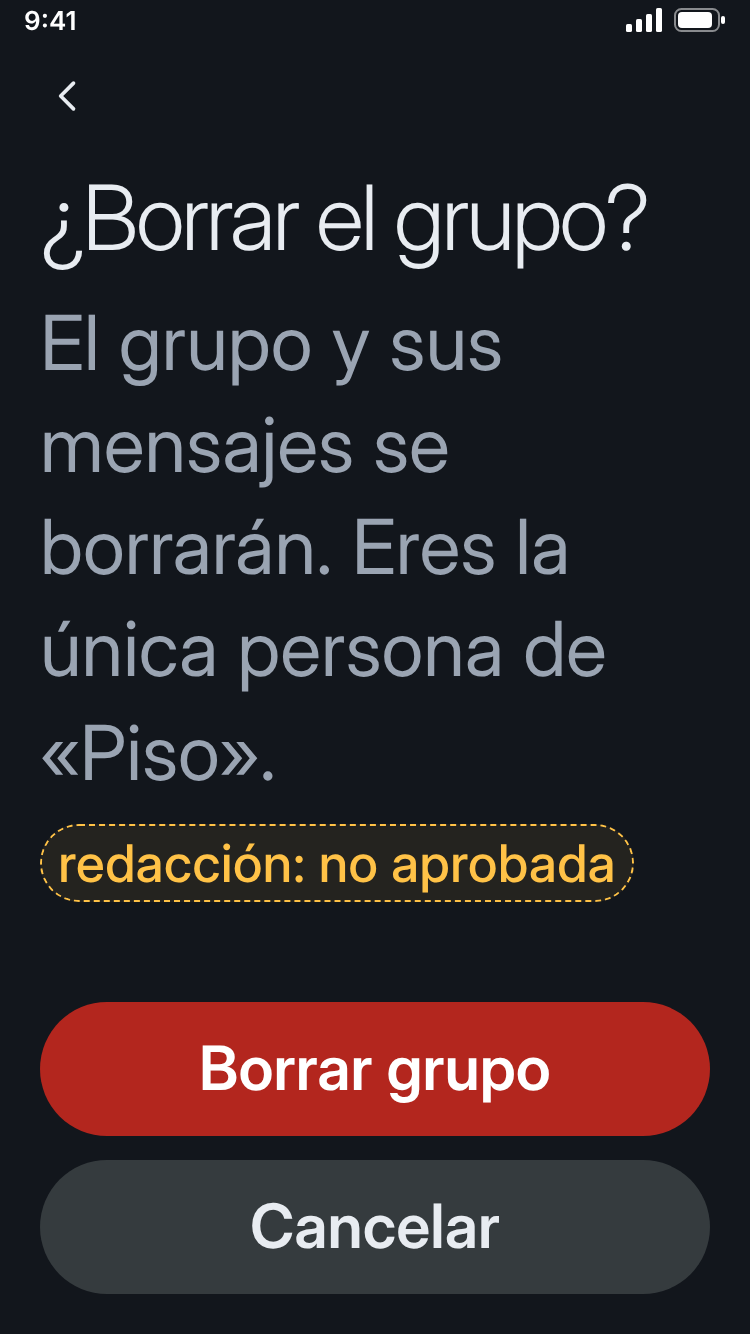 9:41
¿Borrar el grupo?
El grupo y sus
mensajes se
borrarán. Eres la
única persona de
«Piso».
redacción: no aprobada
Borrar grupo
Cancelar